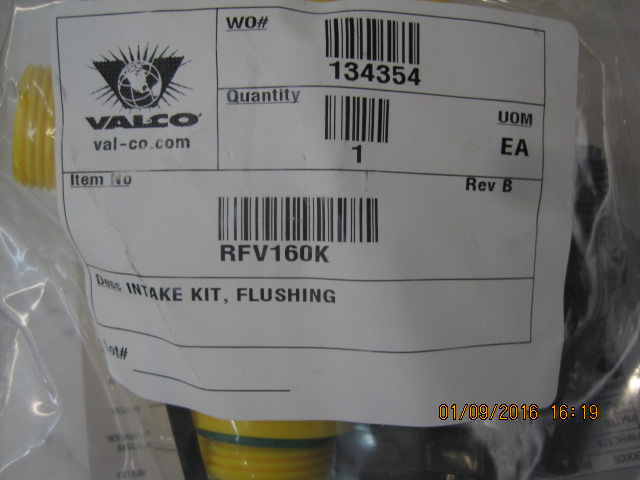 WO#
134354
VALCO
val-co.com
Quantity
1
UOM
EA
Item No
Rev B
RFV160K
Desc INTAKE KIT, FLUSHING
Lot#
01/09/2016 16:19